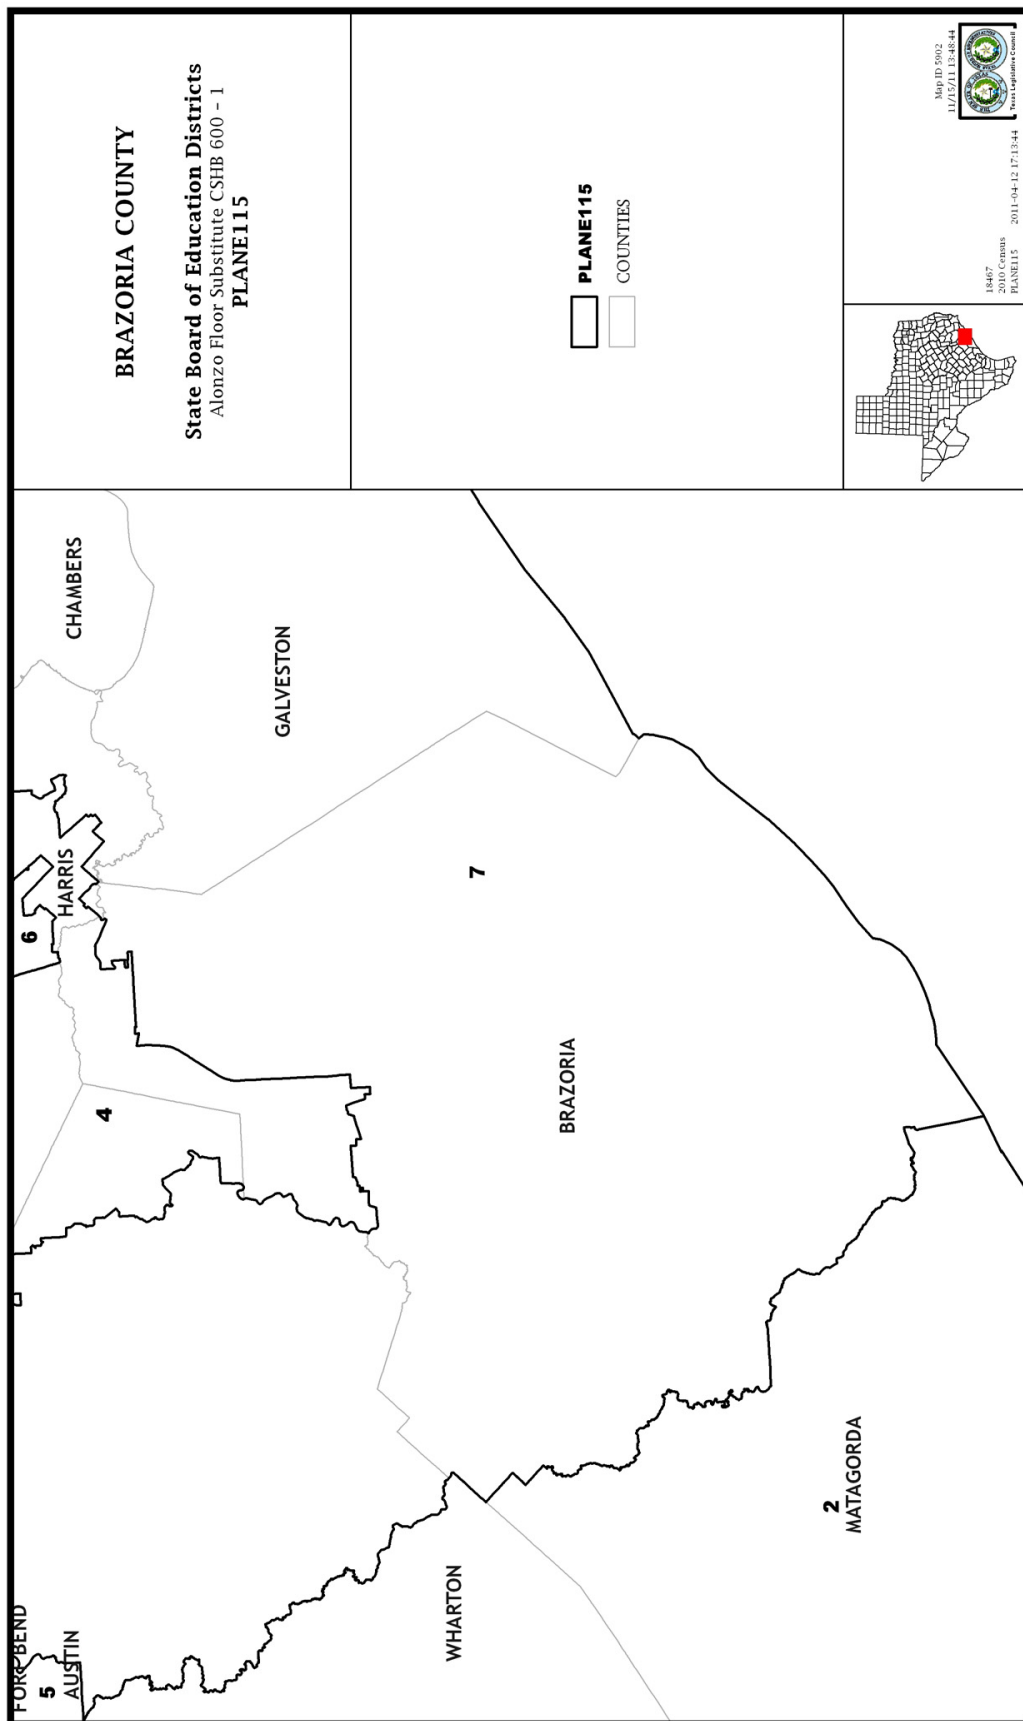 BRAZORIA COUNTY
State Board of Education Districts
Alonzo Floor Substitute CSHB 600 - 1
PLANE115
PLANE115
COUNTIES
Map ID 5902
11/15/11 13:48:44
Texas Legislative Council
18467
2010 Census
PLANE115 2011-04-12 17:13:44
FORT BEND
5
AUSTIN
4
6
HARRIS
CHAMBERS
GALVESTON
7
WHARTON
BRAZORIA
2
MATAGORDA